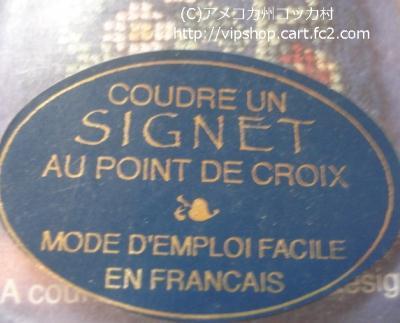 (C)アメコカ州コッカ村
http://vipshop.cart.fc2.com
COUDRE UN
SIGNET
AU POINT DE CROIX
MODE D'EMPLOI FACILE
EN FRANCAIS
A cou